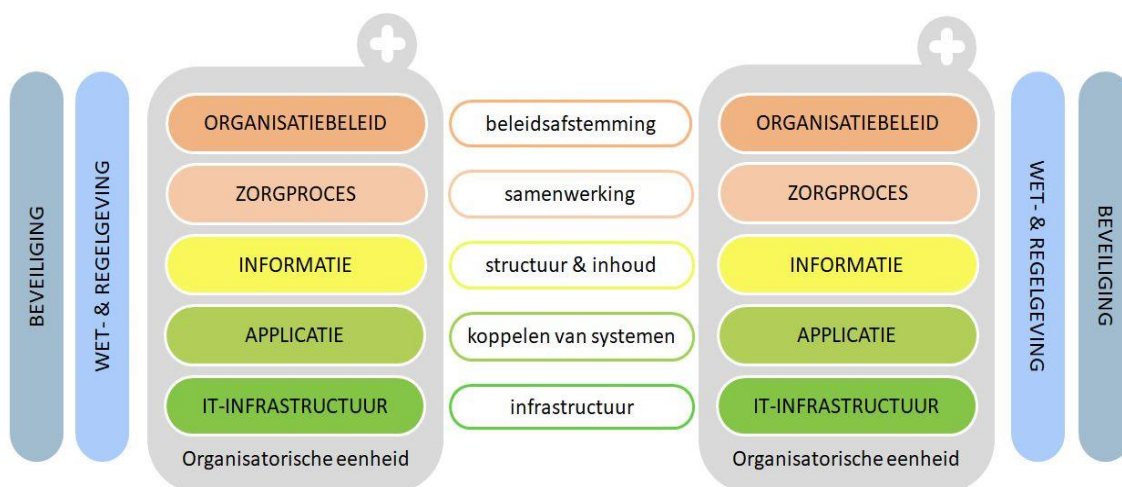 BEVEILIGING
WET- & REGELGEVING
ORGANISATIEBELEID
ZORGPROCES
INFORMATIE
APPLICATIE
IT-INFRASTRUCTUUR
Organisatorische eenheid
beleidsafstemming
samenwerking
structuur & inhoud
koppelen van systemen
infrastructuur
ORGANISATIEBELEID
ZORGPROCES
INFORMATIE
APPLICATIE
IT-INFRASTRUCTUUR
Organisatorische eenheid
WET- & REGELGEVING
BEVEILIGING